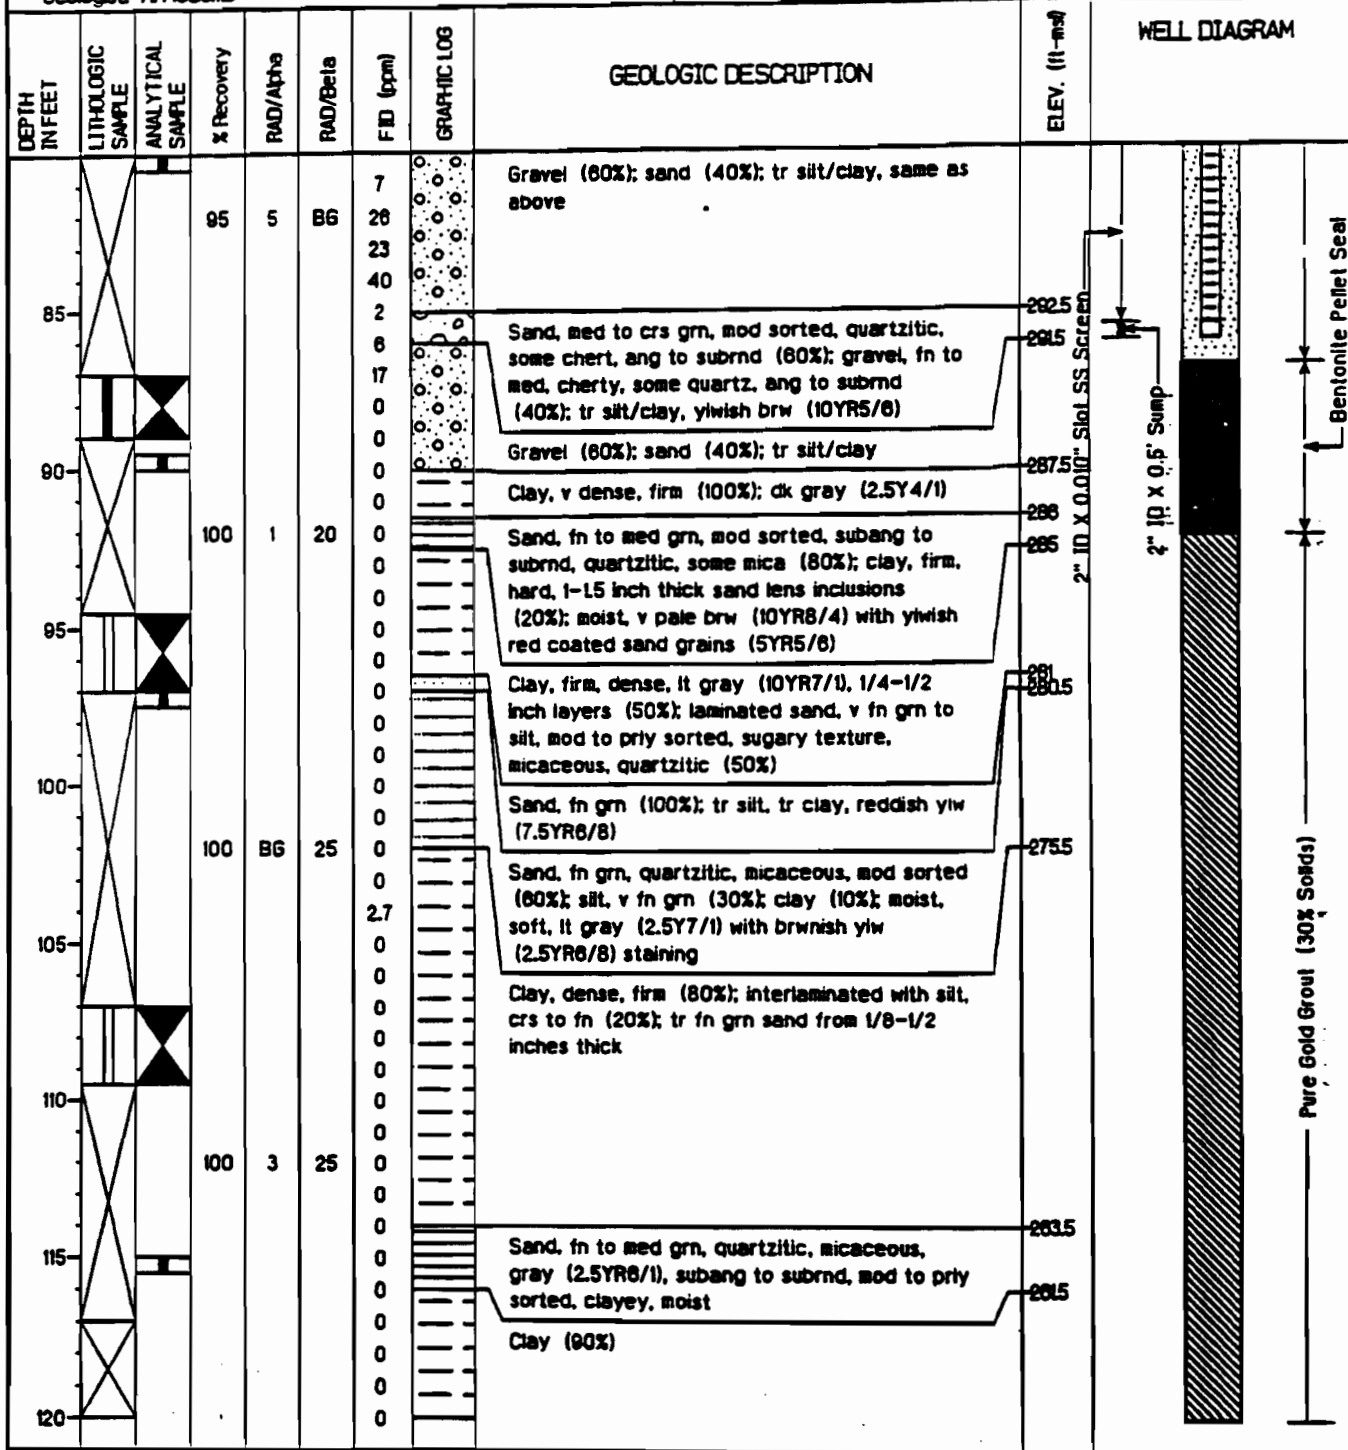 DEPTH IN FEET
LITHOLOGIC SAMPLE
ANALYTICAL SAMPLE
% Recovery
RAD/Alpha
RAD/Beta
FID (ppm)
GRAPHIC LOG
GEOLOGIC DESCRIPTION
ELEV. (ft-msl)
WELL DIAGRAM
Gravel (60%); sand (40%); tr silt/clay, same as
above
7
95 5 BG 26
23
40
85 2 292.5
Sand, med to crs grn, mod sorted, quartzitic,
some chert, ang to subrnd (60%); gravel, fn to
med, cherty, some quartz, ang to subrnd
(40%); tr silt/clay, ylwish brw (10YR5/6)
6 291.5
17
0
0
Gravel (60%); sand (40%); tr silt/clay
90 0 287.5
Clay, v dense, firm (100%); dk gray (2.5Y4/1)
0
286
100 1 20 0
Sand, fn to med grn, mod sorted, subang to
subrnd, quartzitic, some mica (80%); clay, firm,
hard, 1-1.5 inch thick sand lens inclusions
(20%); moist, v pale brw (10YR8/4) with ylwish
red coated sand grains (5YR5/6)
285
0
0
95 0
0
281
Clay, firm, dense, lt gray (10YR7/1), 1/4-1/2
inch layers (50%); laminated sand, v fn grn to
silt, mod to prly sorted, sugary texture,
micaceous, quartzitic (50%)
0 280.5
0
0
100 0
Sand, fn grn (100%); tr silt, tr clay, reddish ylw
(7.5YR6/8)
0
100 BG 25 0 275.5
Sand, fn grn, quartzitic, micaceous, mod sorted
(60%); silt, v fn grn (30%); clay (10%); moist,
soft, lt gray (2.5Y7/1) with brwnish ylw
(2.5YR6/8) staining
0
2.7
105 0
0
Clay, dense, firm (80%); interlaminated with silt,
crs to fn (20%); tr fn grn sand from 1/8-1/2
inches thick
0
0
0
110 0
0
100 3 25 0
0
0 263.5
Sand, fn to med grn, quartzitic, micaceous,
gray (2.5YR6/1), subang to subrnd, mod to prly
sorted, clayey, moist
115 0
0 261.5
0
Clay (90%)
0
0
120 0
2" ID X 0.010" Slot SS Screen
2" ID X 0.5' Sump
Bentonite Pellet Seal
Pure Gold Grout (30% Solids)